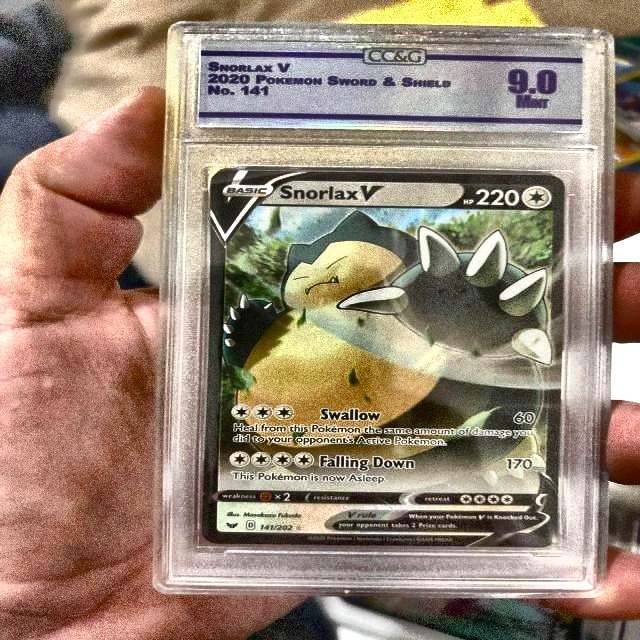 CC&G
SNORLAX V
2020 POKEMON SWORD & SHIELD
No. 141
9.0
MINT
BASIC Snorlax V HP 220
Swallow 60
Heal from this Pokémon the same amount of damage you
did to your opponent's Active Pokémon.
Falling Down 170
This Pokémon is now Asleep.
weakness ×2 resistance retreat
Illus. Masakazu Fukuda
D 141/202
V rule When your Pokémon V is Knocked Out,
your opponent takes 2 Prize cards.